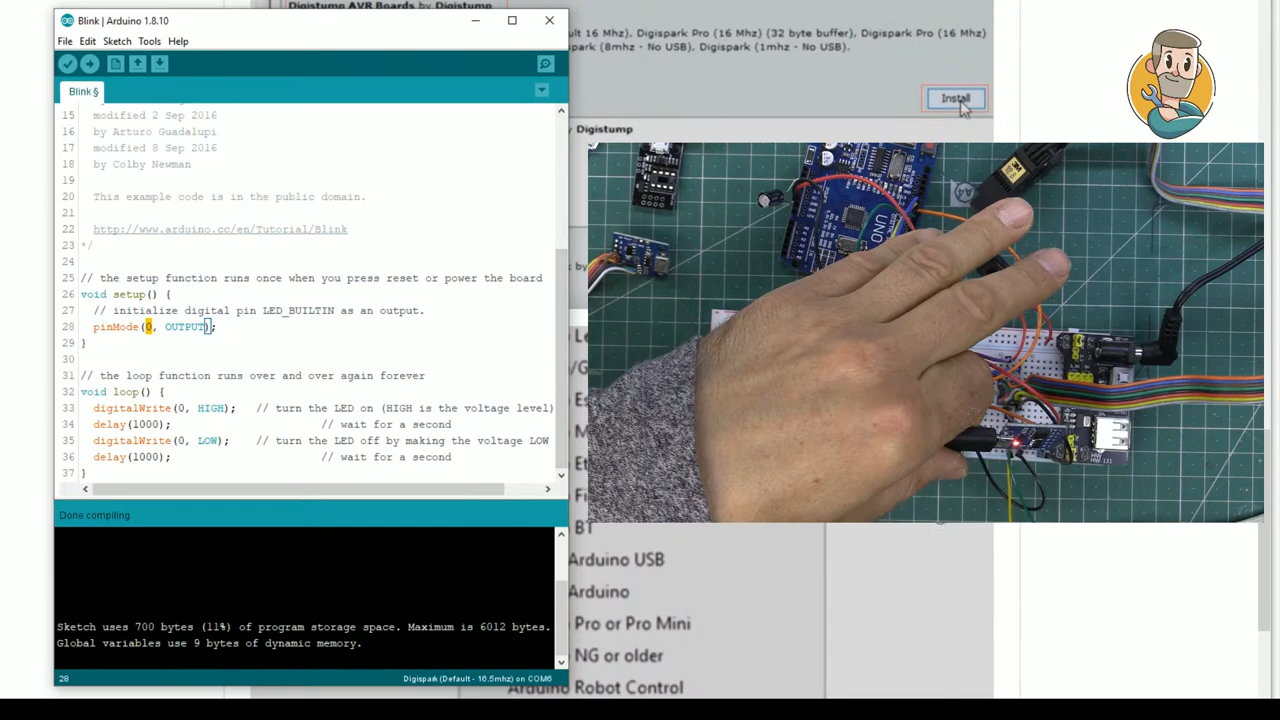 Digistump AVR Boards by Digistump
Blink | Arduino 1.8.10
File Edit Sketch Tools Help
ult 16 Mhz), Digispark Pro (16 Mhz) (32 byte buffer), Digispark Pro (16 Mhz)
park (8mhz - No USB), Digispark (1mhz - No USB).
Install
by Digistump
Blink §
15 modified 2 Sep 2016
16 by Arturo Guadalupi
17 modified 8 Sep 2016
18 by Colby Newman
19
20 This example code is in the public domain.
21
22 http://www.arduino.cc/en/Tutorial/Blink
23 */
24
25 // the setup function runs once when you press reset or power the board
26 void setup() {
27 // initialize digital pin LED_BUILTIN as an output.
28 pinMode(0, OUTPUT);
29 }
30
31 // the loop function runs over and over again forever
32 void loop() {
33 digitalWrite(0, HIGH); // turn the LED on (HIGH is the voltage level)
34 delay(1000); // wait for a second
35 digitalWrite(0, LOW); // turn the LED off by making the voltage LOW
36 delay(1000); // wait for a second
37 }
Done compiling.
Sketch uses 700 bytes (11%) of program storage space. Maximum is 6012 bytes.
Global variables use 9 bytes of dynamic memory.
28 Digispark (Default - 16.5mhz) on COM6
UNO
A4
HW-131
BT
Arduino USB
Arduino
Pro or Pro Mini
NG or older
Arduino Robot Control